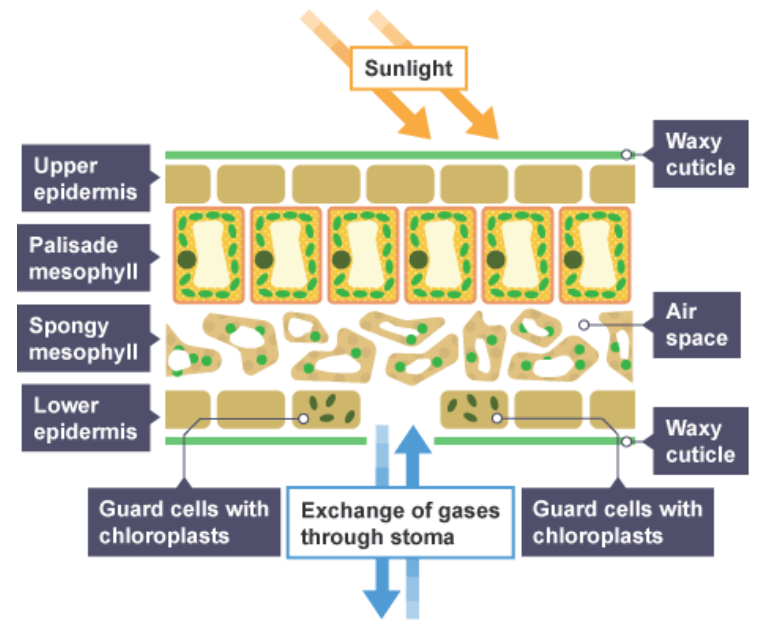 Sunlight
Waxy
cuticle
Upper
epidermis
Palisade
mesophyll
Spongy
mesophyll
Air
space
Lower
epidermis
Waxy
cuticle
Guard cells with
chloroplasts
Exchange of gases
through stoma
Guard cells with
chloroplasts